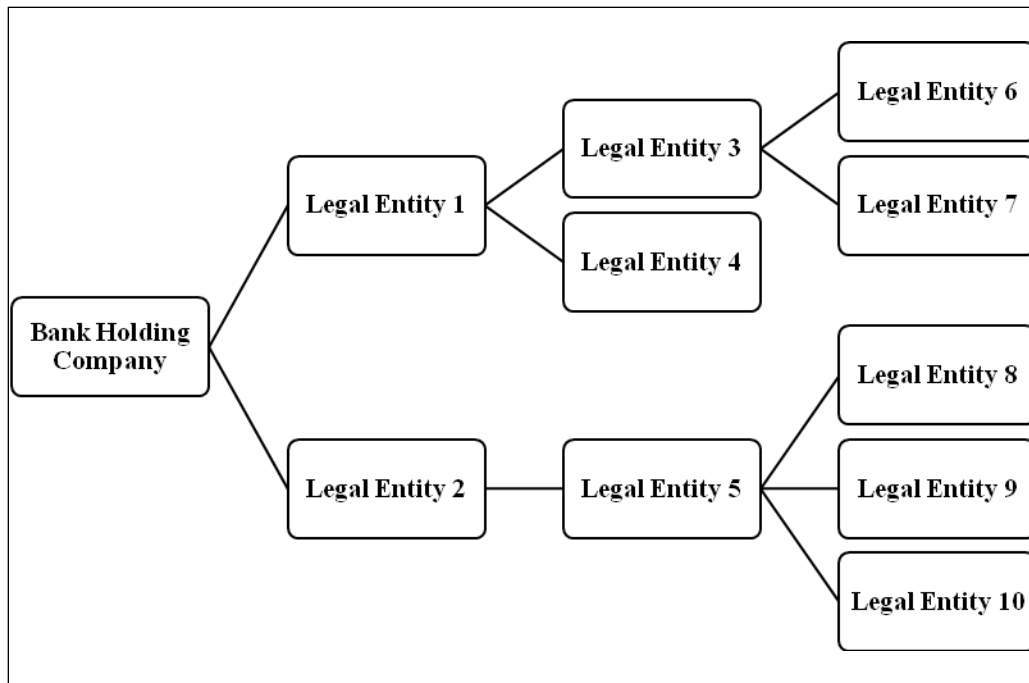 Legal Entity 6
Legal Entity 3
Legal Entity 1
Legal Entity 7
Legal Entity 4
Bank Holding
Company
Legal Entity 8
Legal Entity 2
Legal Entity 5
Legal Entity 9
Legal Entity 10